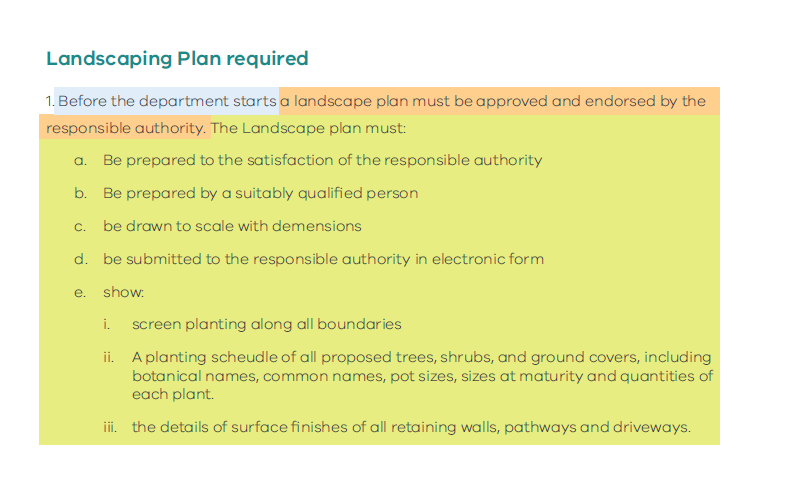 Landscaping Plan required
1. Before the department starts a landscape plan must be approved and endorsed by the
responsible authority. The Landscape plan must:
a. Be prepared to the satisfaction of the responsible authority
b. Be prepared by a suitably qualified person
c. be drawn to scale with demensions
d. be submitted to the responsible authority in electronic form
e. show:
i. screen planting along all boundaries
ii. A planting scheudle of all proposed trees, shrubs, and ground covers, including
botanical names, common names, pot sizes, sizes at maturity and quantities of
each plant.
iii. the details of surface finishes of all retaining walls, pathways and driveways.